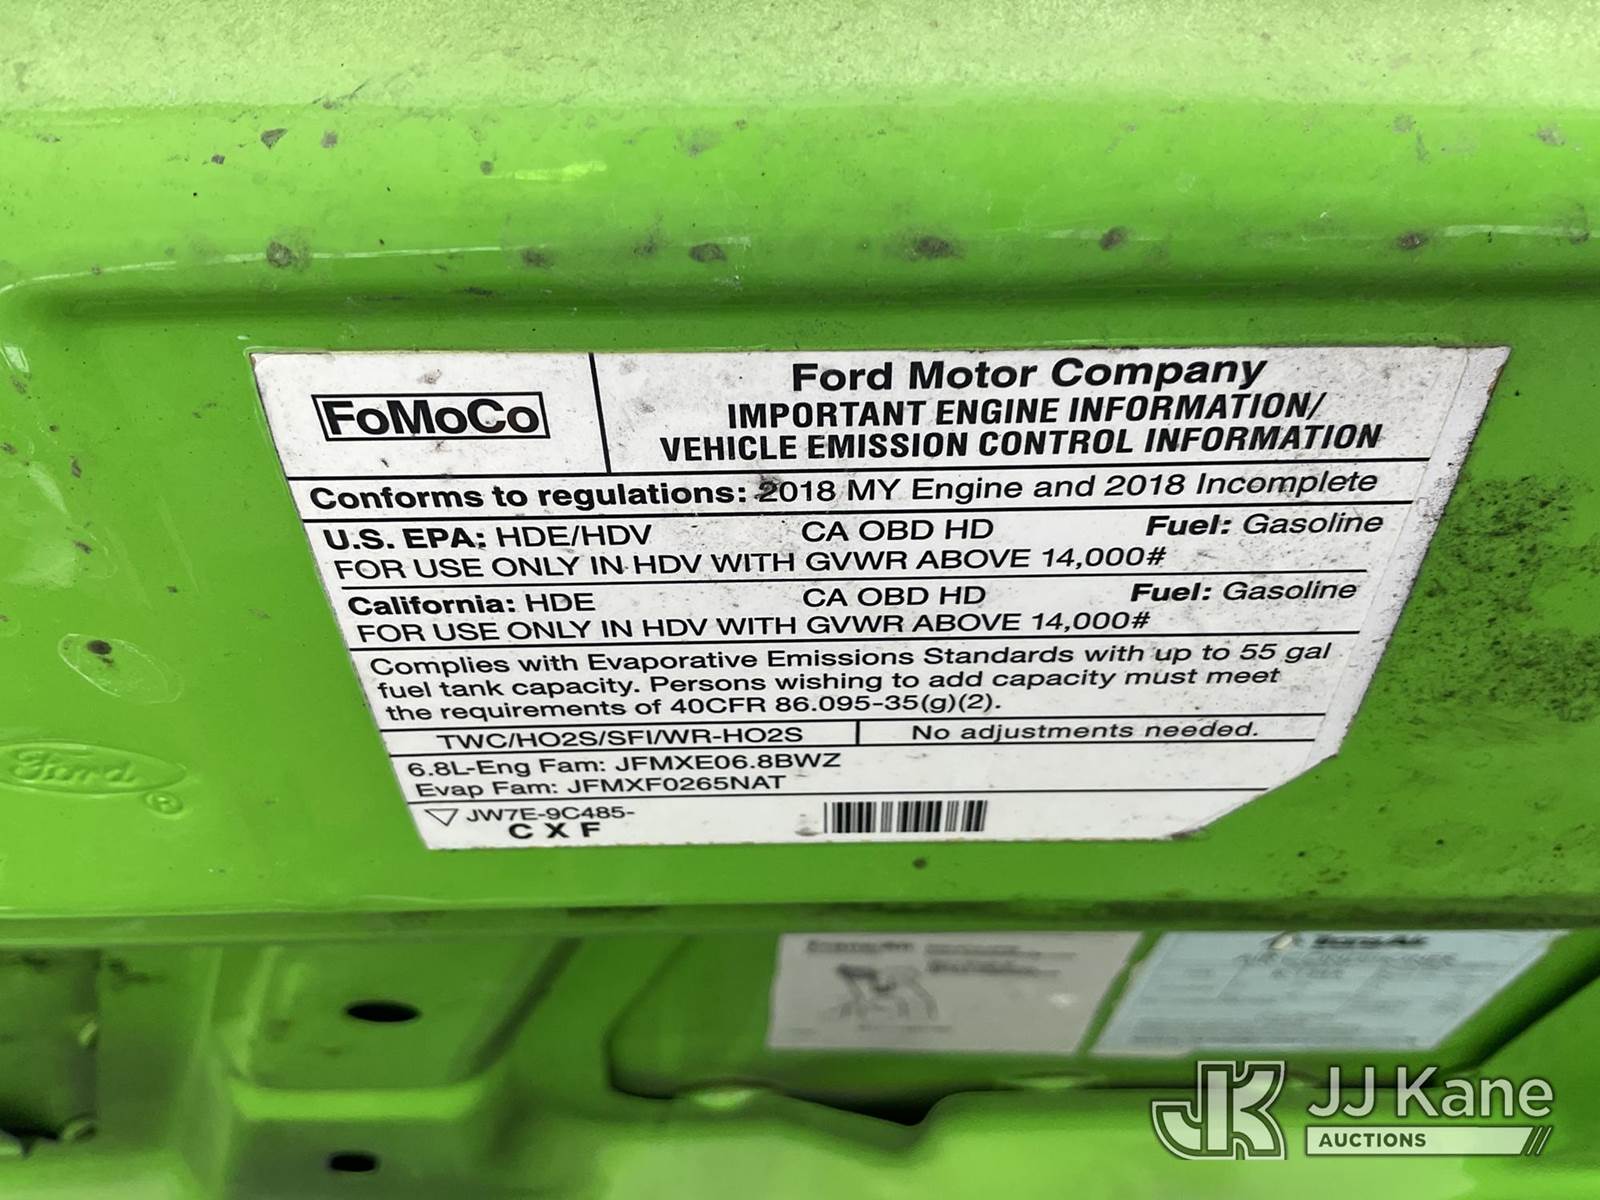 FoMoCo
Ford Motor Company
IMPORTANT ENGINE INFORMATION/
VEHICLE EMISSION CONTROL INFORMATION
Conforms to regulations: 2018 MY Engine and 2018 Incomplete
U.S. EPA: HDE/HDV CA OBD HD Fuel: Gasoline
FOR USE ONLY IN HDV WITH GVWR ABOVE 14,000#
California: HDE CA OBD HD Fuel: Gasoline
FOR USE ONLY IN HDV WITH GVWR ABOVE 14,000#
Complies with Evaporative Emissions Standards with up to 55 gal
fuel tank capacity. Persons wishing to add capacity must meet
the requirements of 40CFR 86.095-35(g)(2).
TWC/HO2S/SFI/WR-HO2S No adjustments needed.
6.8L-Eng Fam: JFMXE06.8BWZ
Evap Fam: JFMXF0265NAT
JW7E-9C485-
C X F
Ford ®
JK JJ Kane
AUCTIONS